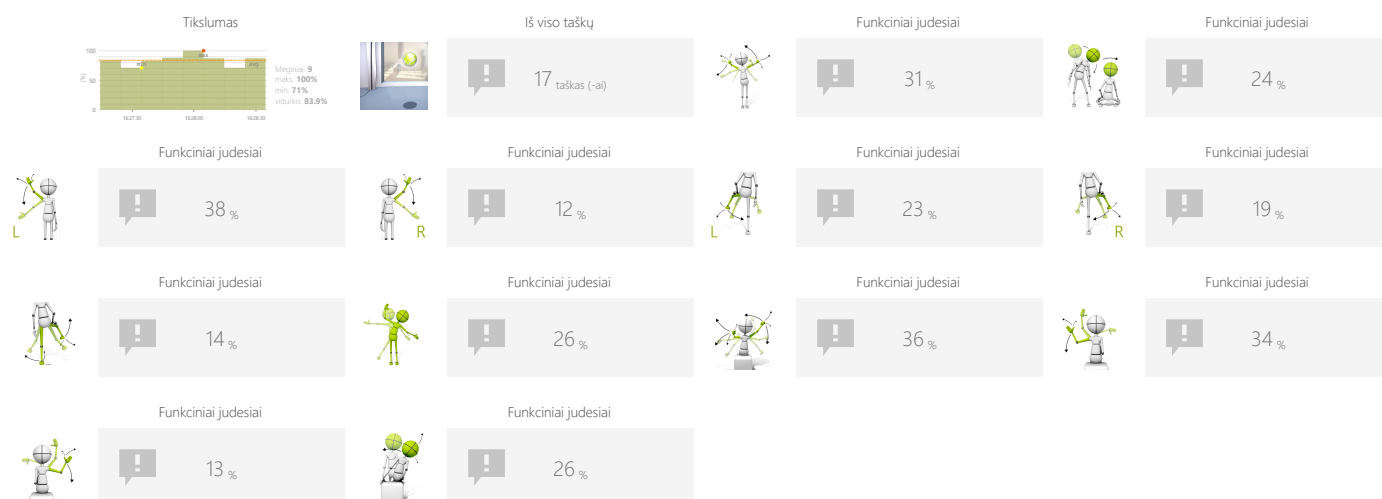 Tikslumas
100
50
0
[%]
min
max
avg
16:27:30
16:28:00
16:28:30
Mėginiai: 9
maks: 100%
min: 71%
vidurkis: 83.9%
Iš viso taškų
17 taškas (-ai)
Funkciniai judesiai
31 %
Funkciniai judesiai
24 %
Funkciniai judesiai
L
38 %
Funkciniai judesiai
R
12 %
Funkciniai judesiai
L
23 %
Funkciniai judesiai
R
19 %
Funkciniai judesiai
14 %
Funkciniai judesiai
26 %
Funkciniai judesiai
36 %
Funkciniai judesiai
34 %
Funkciniai judesiai
13 %
Funkciniai judesiai
26 %